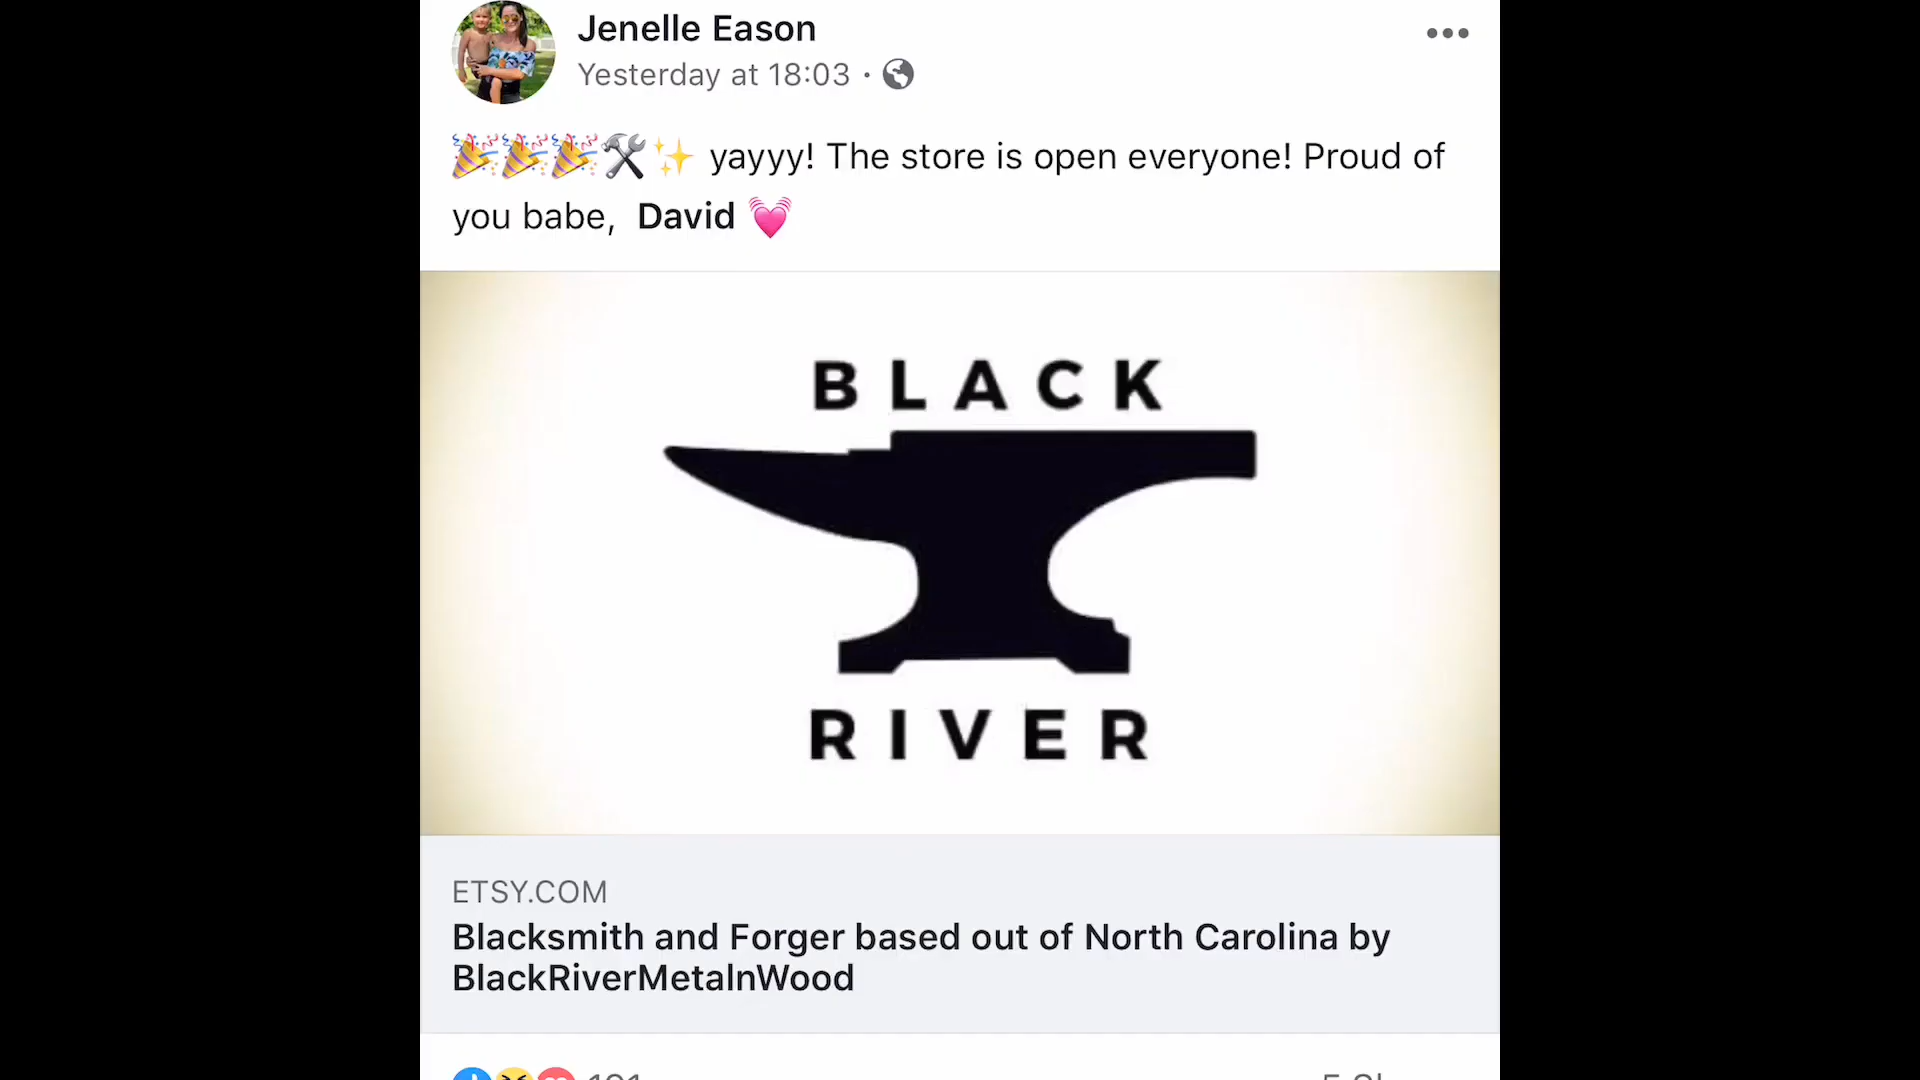 Jenelle Eason
Yesterday at 18:03 ·
🎉🎉🎉🛠✨ yayyy! The store is open everyone! Proud of
you babe, David 💓
BLACK
RIVER
ETSY.COM
Blacksmith and Forger based out of North Carolina by
BlackRiverMetalnWood